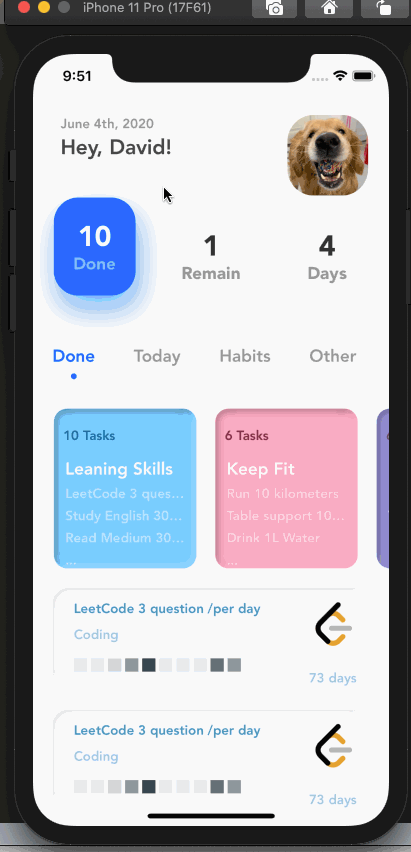 iPhone 11 Pro (17F61)
9:51
June 4th, 2020
Hey, David!
10
Done
1
Remain
4
Days
Done
Today
Habits
Other
10 Tasks
Leaning Skills
LeetCode 3 ques...
Study English 30...
Read Medium 30...
...
6 Tasks
Keep Fit
Run 10 kilometers
Table support 10...
Drink 1L Water
...
LeetCode 3 question /per day
Coding
73 days
LeetCode 3 question /per day
Coding
73 days